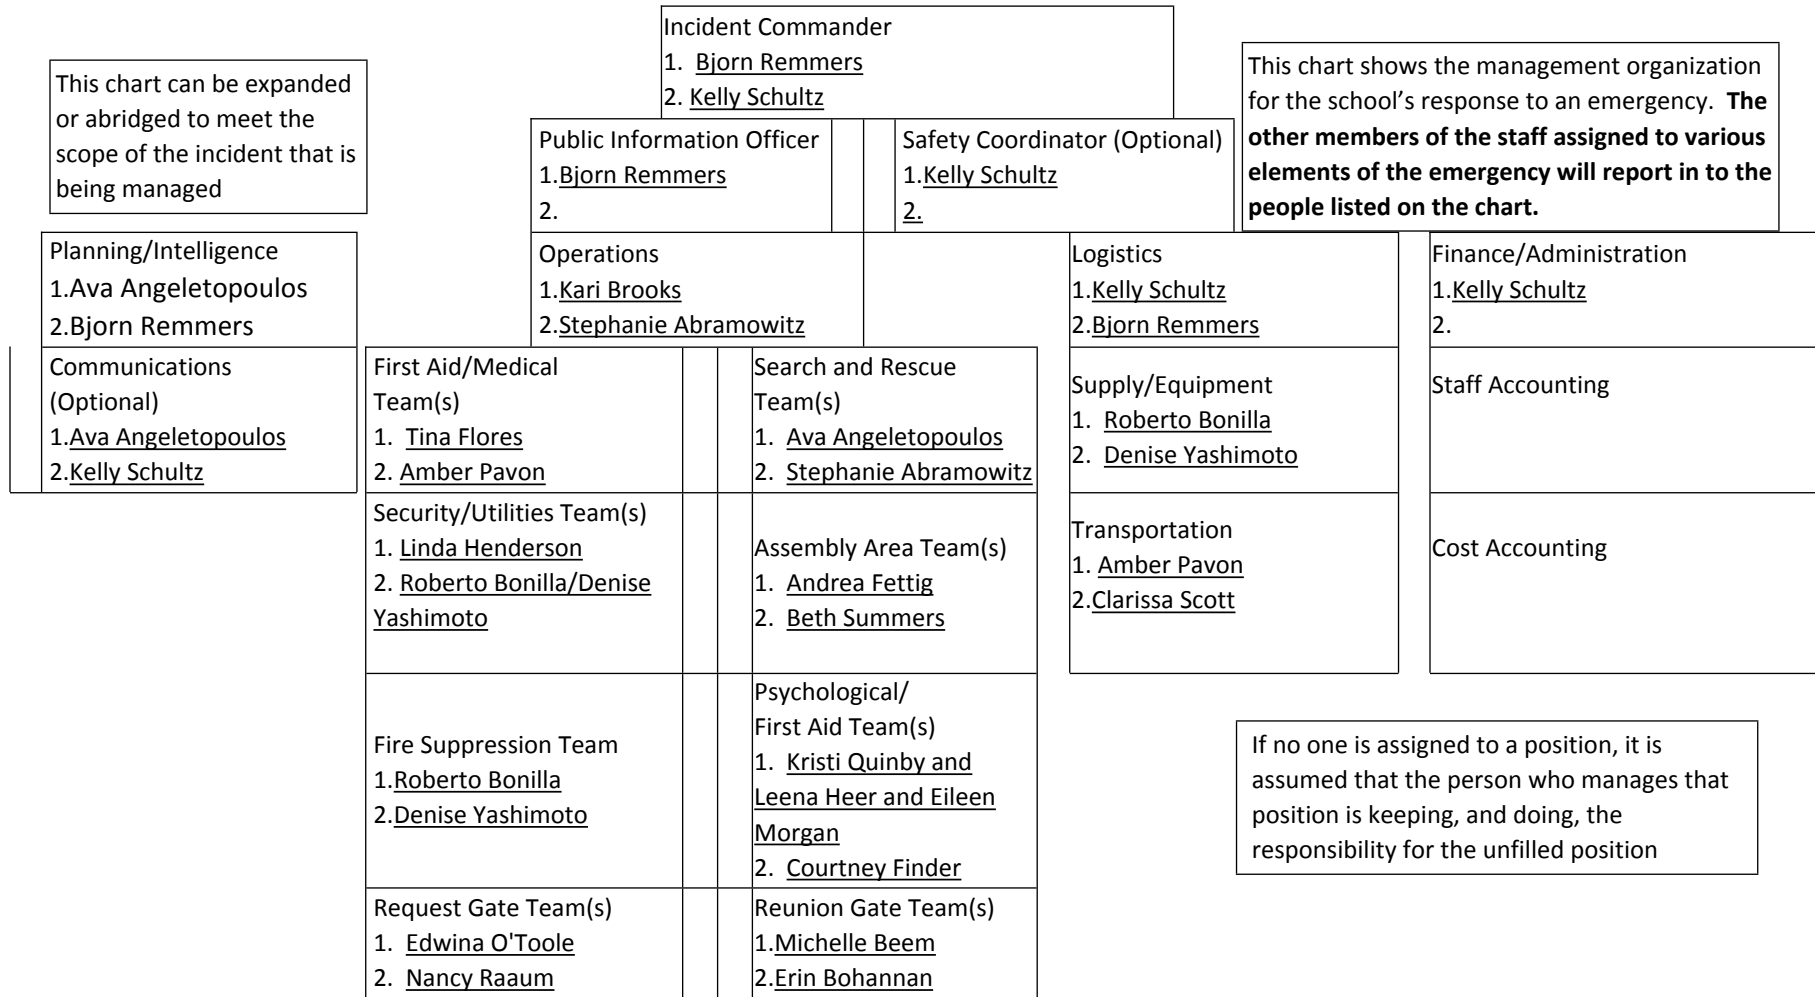 Incident Commander
1. Bjorn Remmers
2. Kelly Schultz
This chart can be expanded
or abridged to meet the
scope of the incident that is
being managed
This chart shows the management organization
for the school’s response to an emergency. The
other members of the staff assigned to various
elements of the emergency will report in to the
people listed on the chart.
Public Information Officer
1.Bjorn Remmers
2.
Safety Coordinator (Optional)
1.Kelly Schultz
2.
Planning/Intelligence
1.Ava Angeletopoulos
2.Bjorn Remmers
Operations
1.Kari Brooks
2.Stephanie Abramowitz
Logistics
1.Kelly Schultz
2.Bjorn Remmers
Finance/Administration
1.Kelly Schultz
2.
Communications
(Optional)
1.Ava Angeletopoulos
2.Kelly Schultz
First Aid/Medical
Team(s)
1. Tina Flores
2. Amber Pavon
Search and Rescue
Team(s)
1. Ava Angeletopoulos
2. Stephanie Abramowitz
Supply/Equipment
1. Roberto Bonilla
2. Denise Yashimoto
Staff Accounting
Security/Utilities Team(s)
1. Linda Henderson
2. Roberto Bonilla/Denise
Yashimoto
Assembly Area Team(s)
1. Andrea Fettig
2. Beth Summers
Transportation
1. Amber Pavon
2.Clarissa Scott
Cost Accounting
Fire Suppression Team
1.Roberto Bonilla
2.Denise Yashimoto
Psychological/
First Aid Team(s)
1. Kristi Quinby and
Leena Heer and Eileen
Morgan
2. Courtney Finder
If no one is assigned to a position, it is
assumed that the person who manages that
position is keeping, and doing, the
responsibility for the unfilled position
Request Gate Team(s)
1. Edwina O'Toole
2. Nancy Raaum
Reunion Gate Team(s)
1.Michelle Beem
2.Erin Bohannan